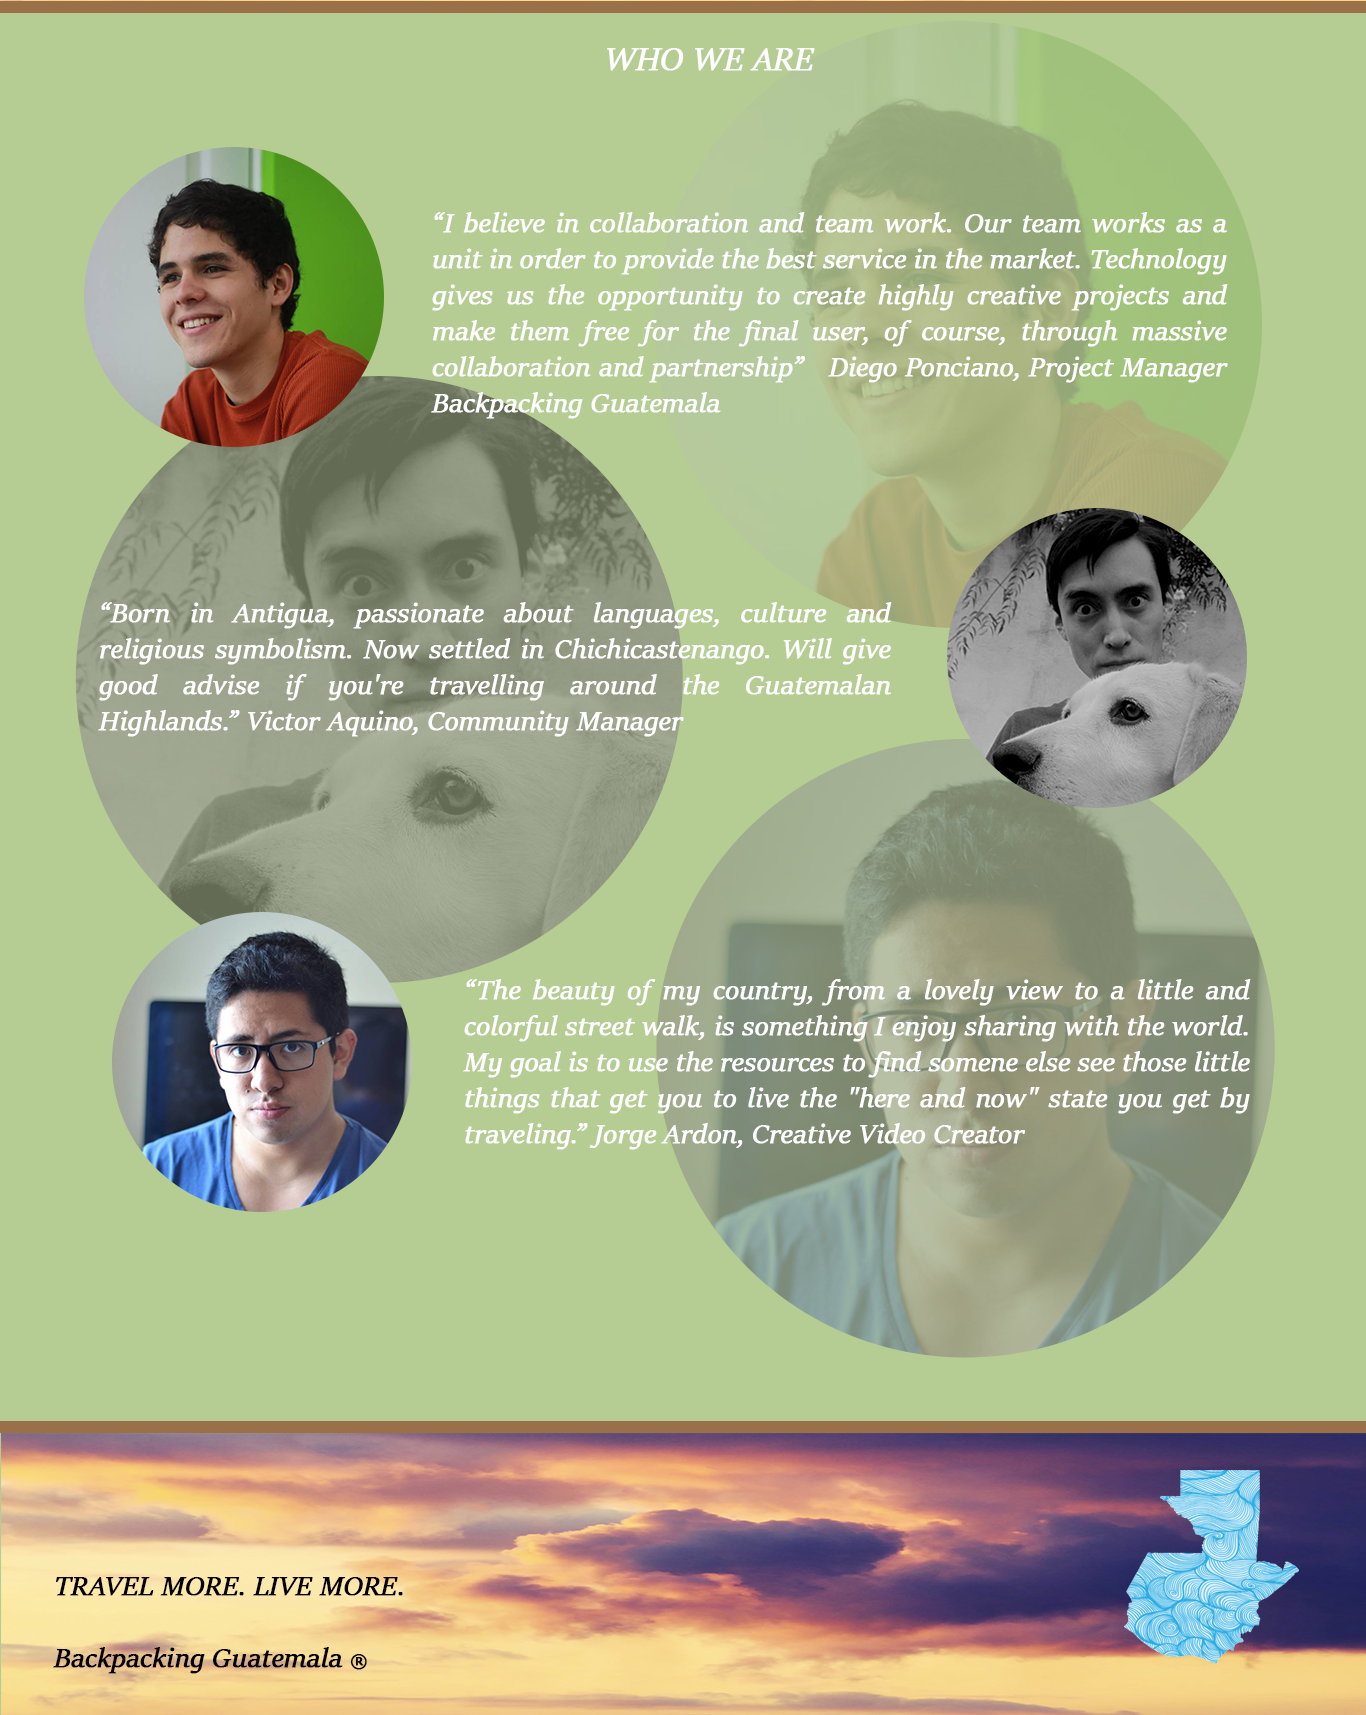 WHO WE ARE
“I believe in collaboration and team work. Our team works as a
unit in order to provide the best service in the market. Technology
gives us the opportunity to create highly creative projects and
make them free for the final user, of course, through massive
collaboration and partnership” Diego Ponciano, Project Manager
Backpacking Guatemala
“Born in Antigua, passionate about languages, culture and
religious symbolism. Now settled in Chichicastenango. Will give
good advise if you're travelling around the Guatemalan
Highlands.” Victor Aquino, Community Manager
“The beauty of my country, from a lovely view to a little and
colorful street walk, is something I enjoy sharing with the world.
My goal is to use the resources to find somene else see those little
things that get you to live the "here and now" state you get by
traveling.” Jorge Ardon, Creative Video Creator
TRAVEL MORE. LIVE MORE.
Backpacking Guatemala ®